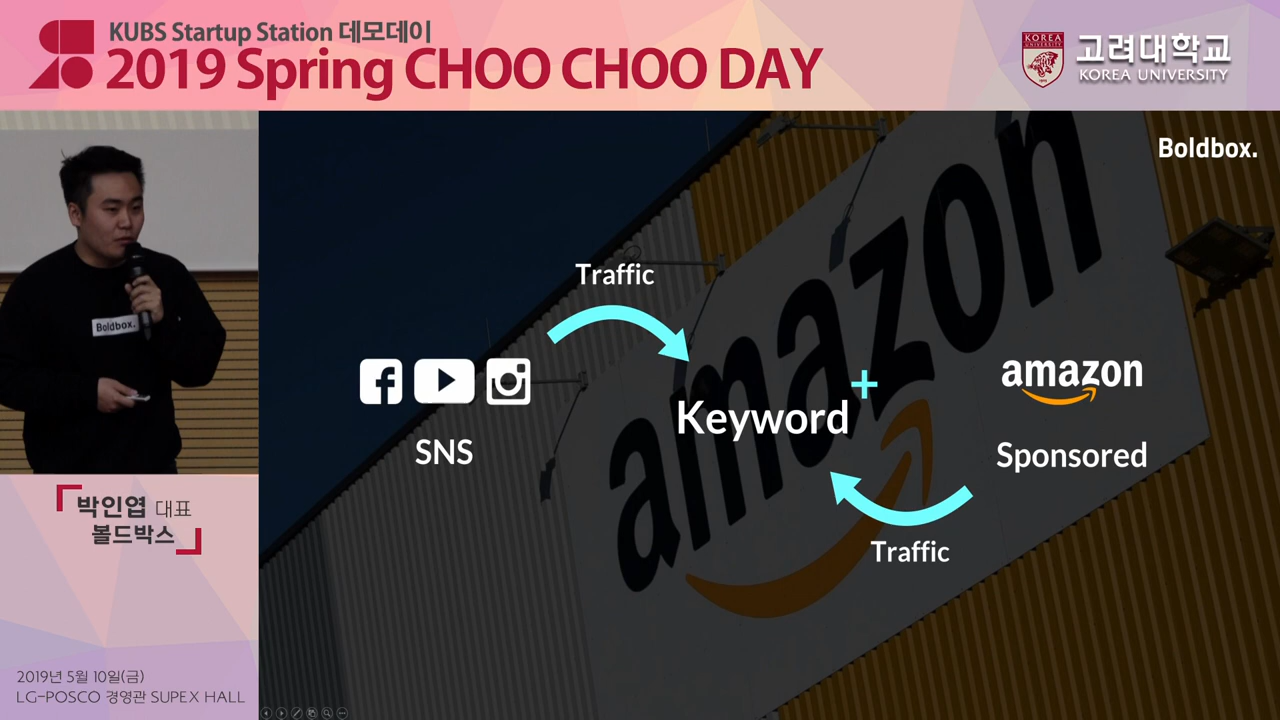 KUBS Startup Station 데모데이
2019 Spring CHOO CHOO DAY
KOREA
UNIVERSITY
고려대학교
KOREA UNIVERSITY
Boldbox.
Boldbox.
amazon
Traffic
SNS
Keyword
+
amazon
Sponsored
Traffic
박인엽 대표
볼드박스
2019년 5월 10일(금)
LG-POSCO 경영관 SUPEX HALL